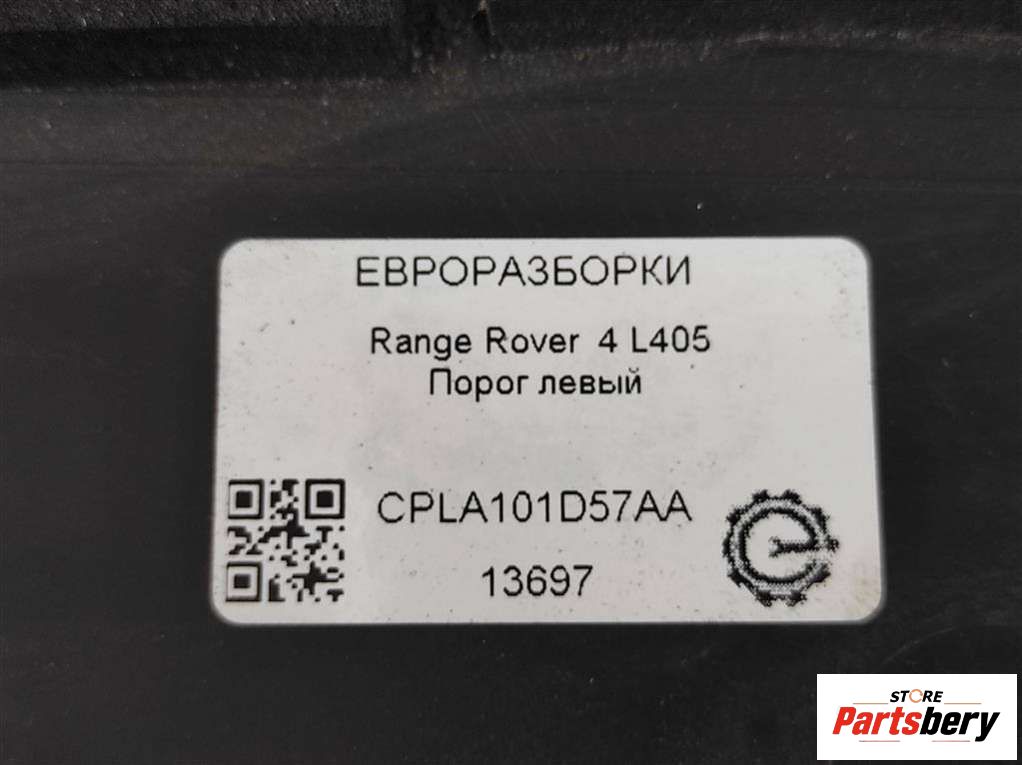 ЕВРОРАЗБОРКИ
Range Rover 4 L405
Порог левый
CPLA101D57AA
13697
STORE
Partsbery